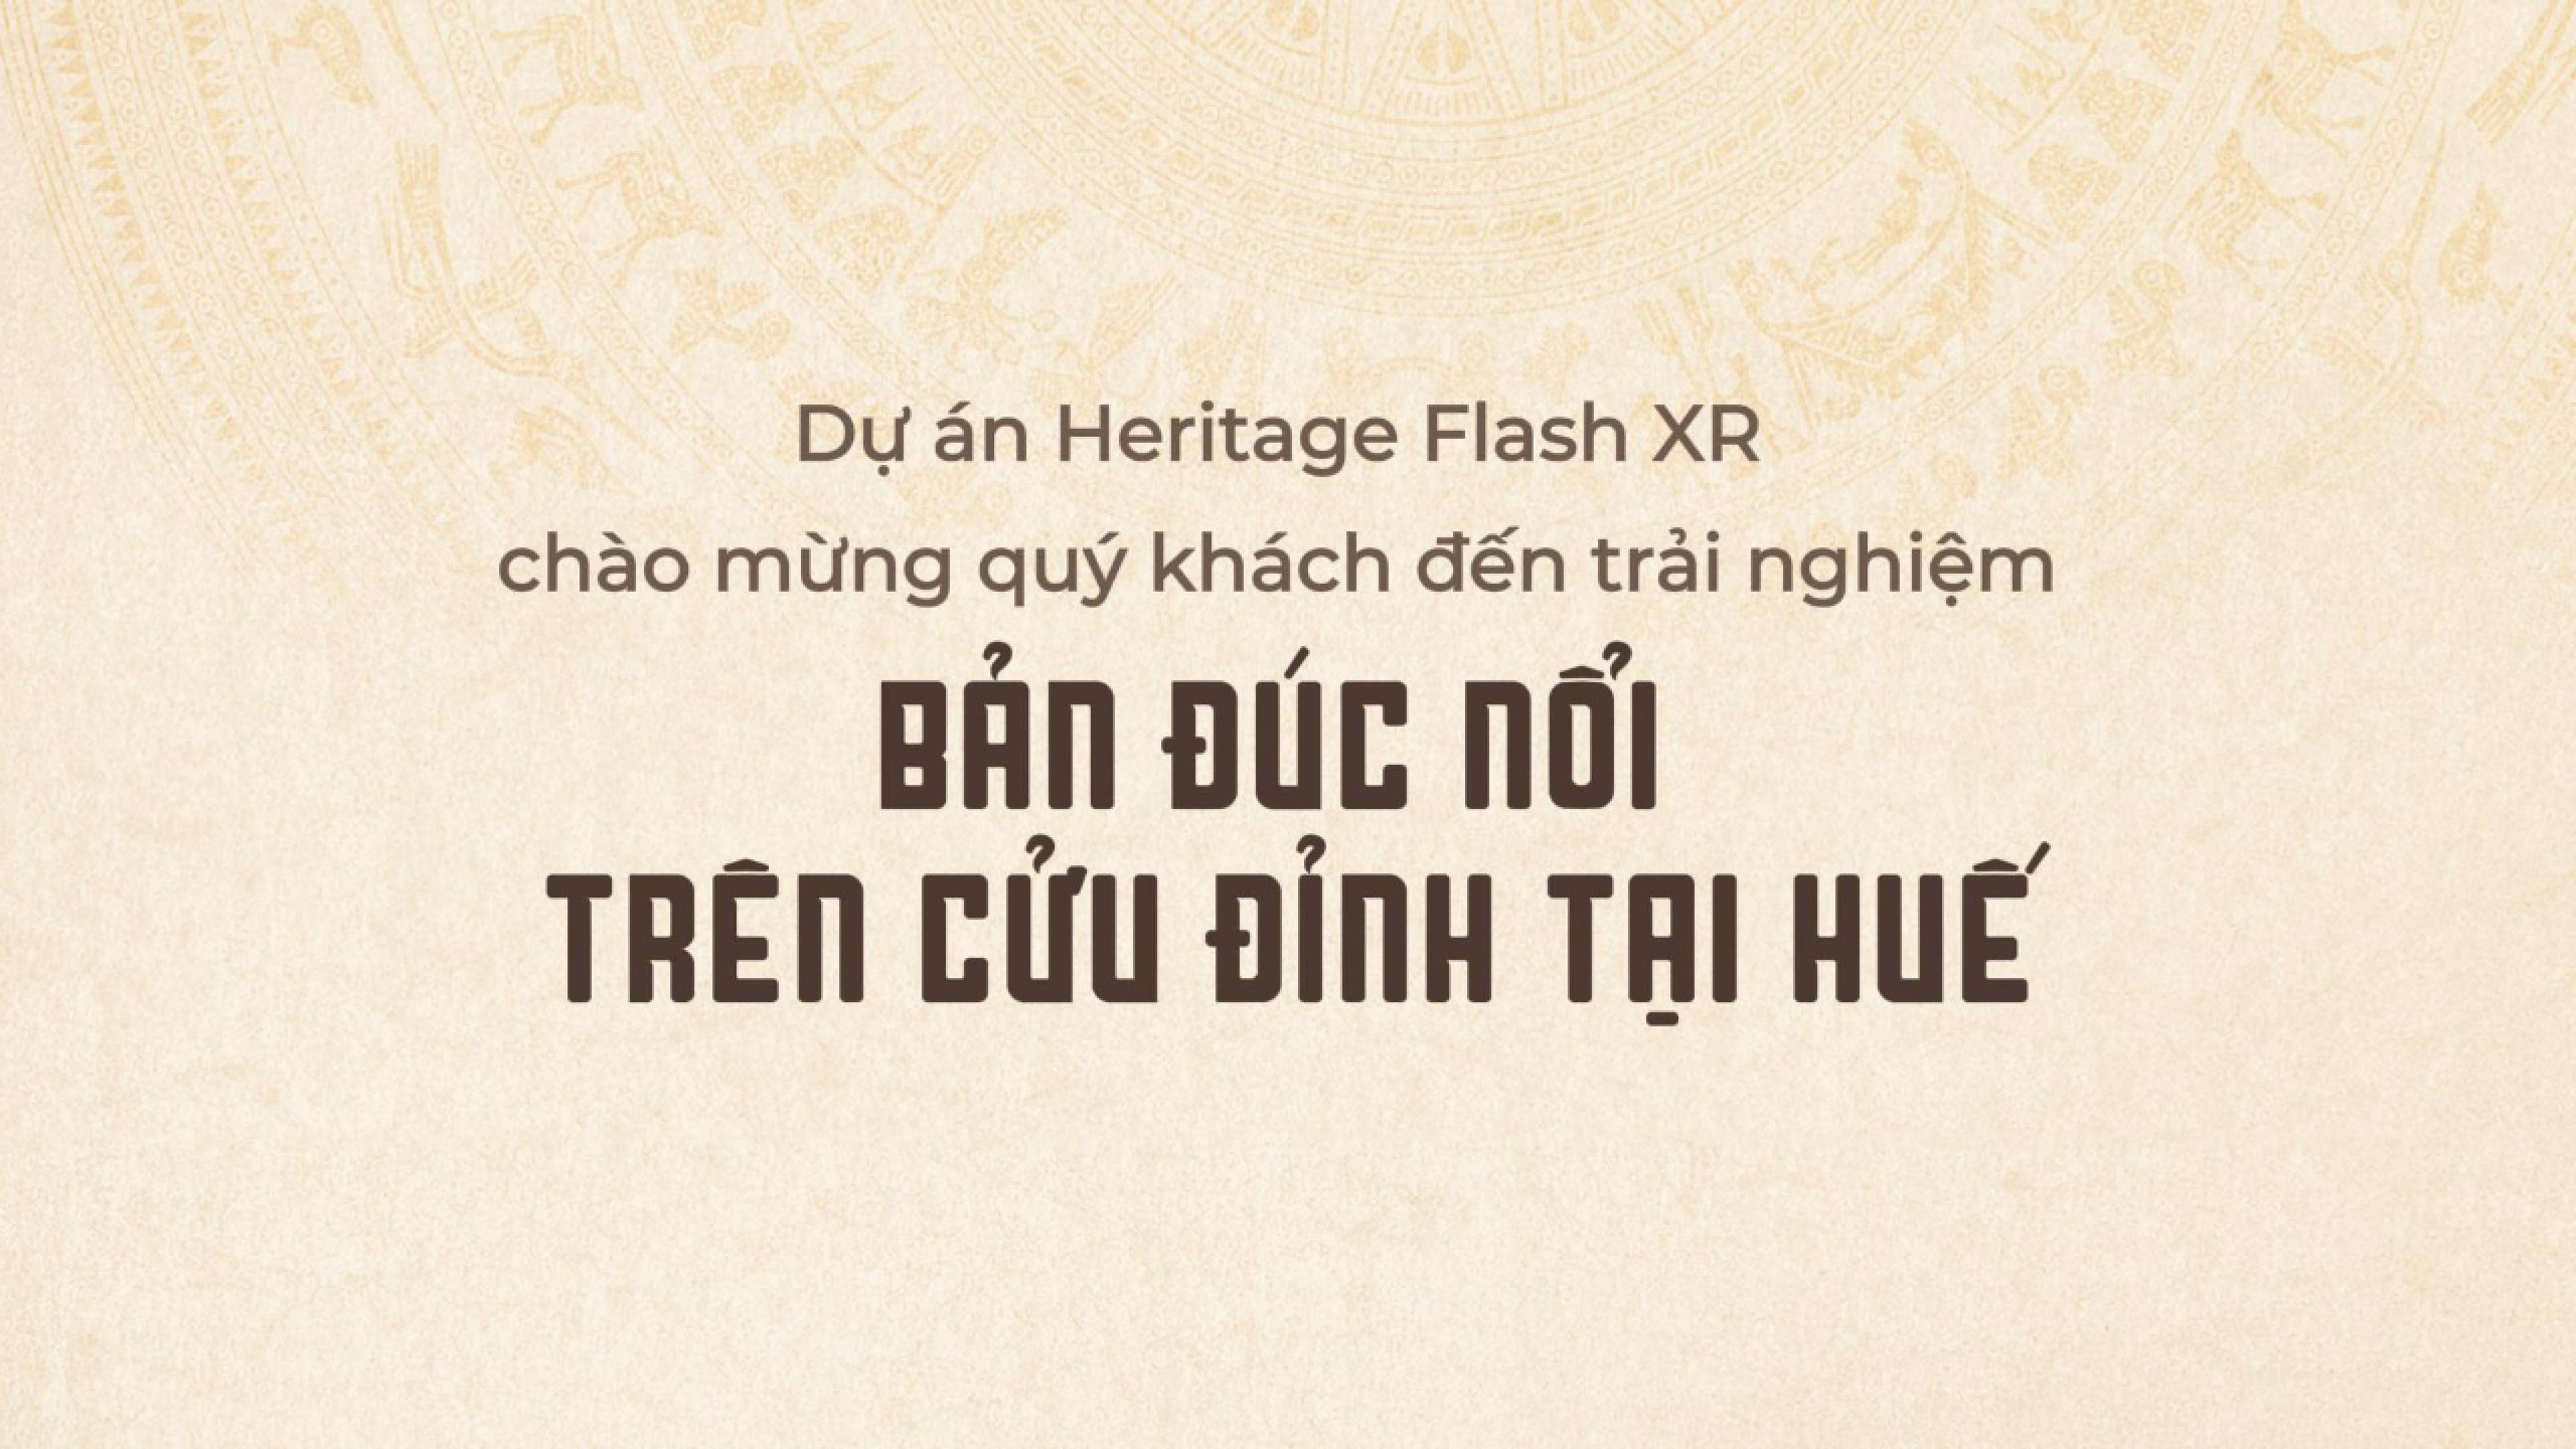 Dự án Heritage Flash XR
chào mừng quý khách đến trải nghiệm
BẢN ĐÚC NỔI
TRÊN CỬU ĐỈNH TẠI HUẾ